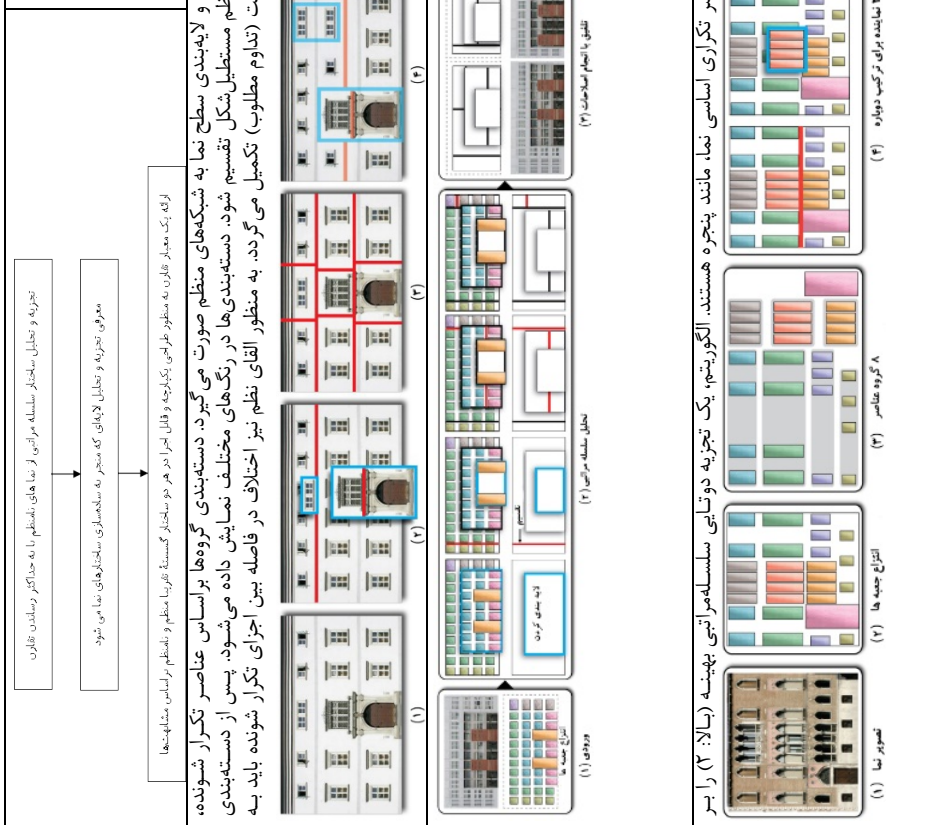 تجزیه و تحلیل ساختار سلسله مراتبی از نما های نامنظم با به حداکثر رساندن تقارن
معرفی تجزیه و تحلیل لایه‌ای که منجر به ساده‌سازی ساختارهای نما می شود
ارائه یک معیار تقارن به منظور طراحی یکپارچه و قابل اجرا در هر دو ساختار گسسته تقریبا منظم و نامنظم براساس مشابهت‌ها
و لایه‌بندی سطح نما به شبکه‌های منظم صورت می‌گیرد. دسته‌بندی گروه‌ها براساس عناصر تکرار شونده،
نظم مستطیل‌شکل تقسیم شود. دسته‌بندی‌ها در رنگ‌های مختلف نمایش داده می‌شود. پس از دسته‌بندی
ت (تداوم مطلوب) تکمیل می‌گردد. به منظور القای نظم نیز اختلاف در فاصله بین اجزای تکرار شونده باید به
(۱)
(۲)
(۳)
(۴)
انتزاع جعبه ها
ورودی (۱)
لایه بندی کردن
تقسیم
تحلیل سلسله مراتبی (۲)
تلفیق با انجام اصلاحات (۳)
ر تکراری اساسی نما، مانند پنجره هستند. الگوریتم، یک تجزیه دوتایی سلسله‌مراتبی بهینه (بالا: ۲) را بر
(۱) تصویر نما
(۲) انتزاع جعبه ها
(۳) ۸ گروه عناصر
(۴) نماینده برای ترکیب دوباره